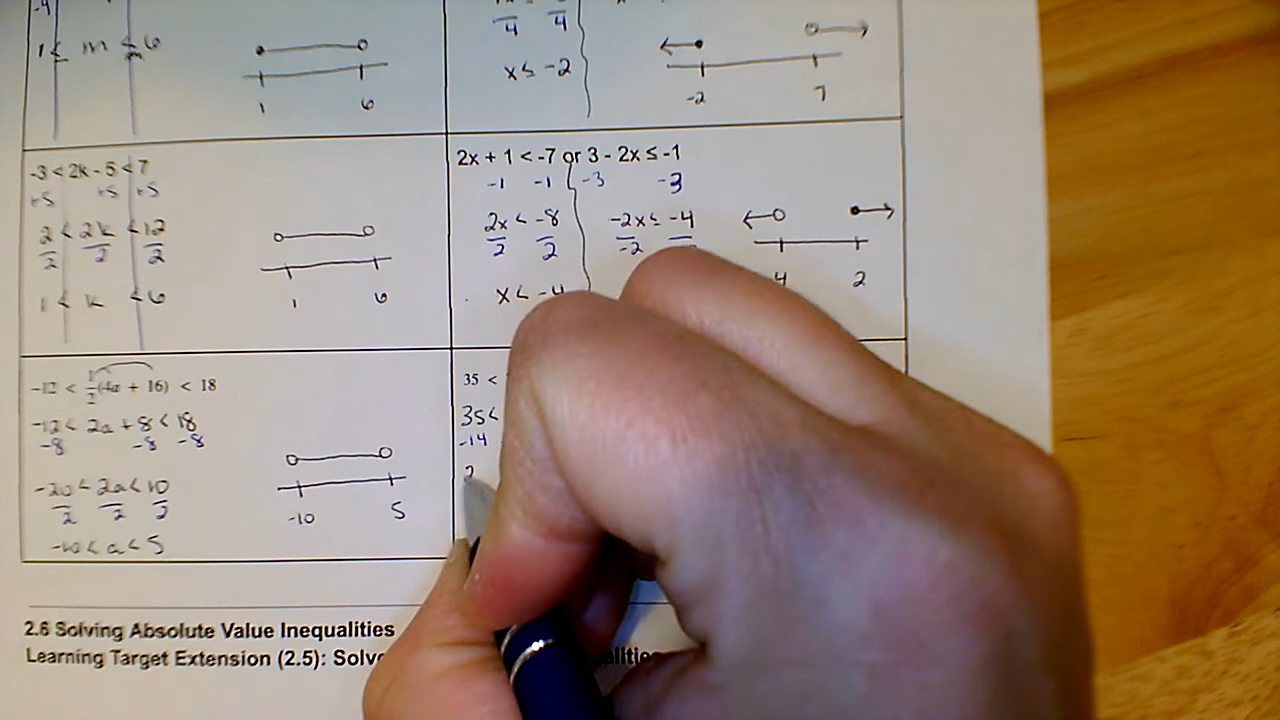 -4
1 ≤ m < 6
1 6
4 4
x ≤ -2
-2 7
-3 < 2k - 5 < 7
+5 +5 +5
2 < 2k < 12
2 2 2
1 < k < 6
1 6
2x + 1 < -7 or 3 - 2x ≤ -1
-1 -1 -3 -3
2x < -8 -2x ≤ -4
2 2 -2
x < -4
4 2
-12 < 1/2(4a + 16) < 18
-12 < 2a + 8 < 18
-8 -8 -8
-20 < 2a < 10
2 2 2
-10 < a < 5
-10 5
35 <
35 <
-14
2
2.6 Solving Absolute Value Inequalities
Learning Target Extension (2.5): Solve